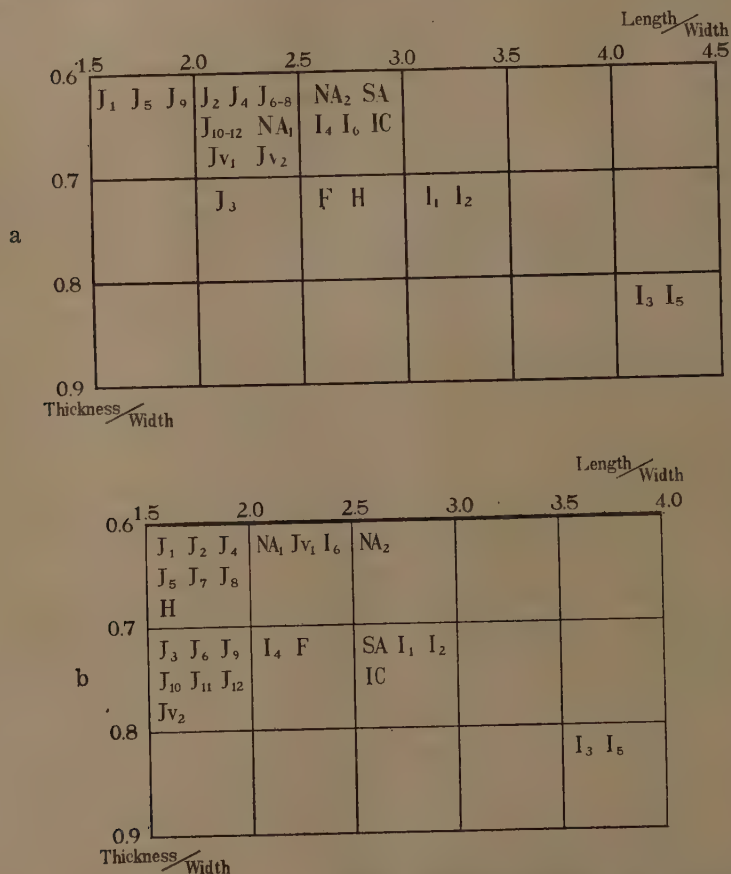 Length/Width
0.6 1.5 2.0 2.5 3.0 3.5 4.0 4.5
J₁ J₅ J₉ J₂ J₄ J₆₋₈ NA₂ SA
J₁₀₋₁₂ NA₁ I₄ I₆ IC
Jv₁ Jv₂
0.7
J₃ F H I₁ I₂
a
0.8
I₃ I₅
0.9
Thickness/Width
Length/Width
0.6 1.5 2.0 2.5 3.0 3.5 4.0
J₁ J₂ J₄ NA₁ Jv₁ I₆ NA₂
J₅ J₇ J₈
H
0.7
J₃ J₆ J₉ I₄ F SA I₁ I₂
b
J₁₀ J₁₁ J₁₂ IC
Jv₂
0.8
I₃ I₅
0.9
Thickness/Width